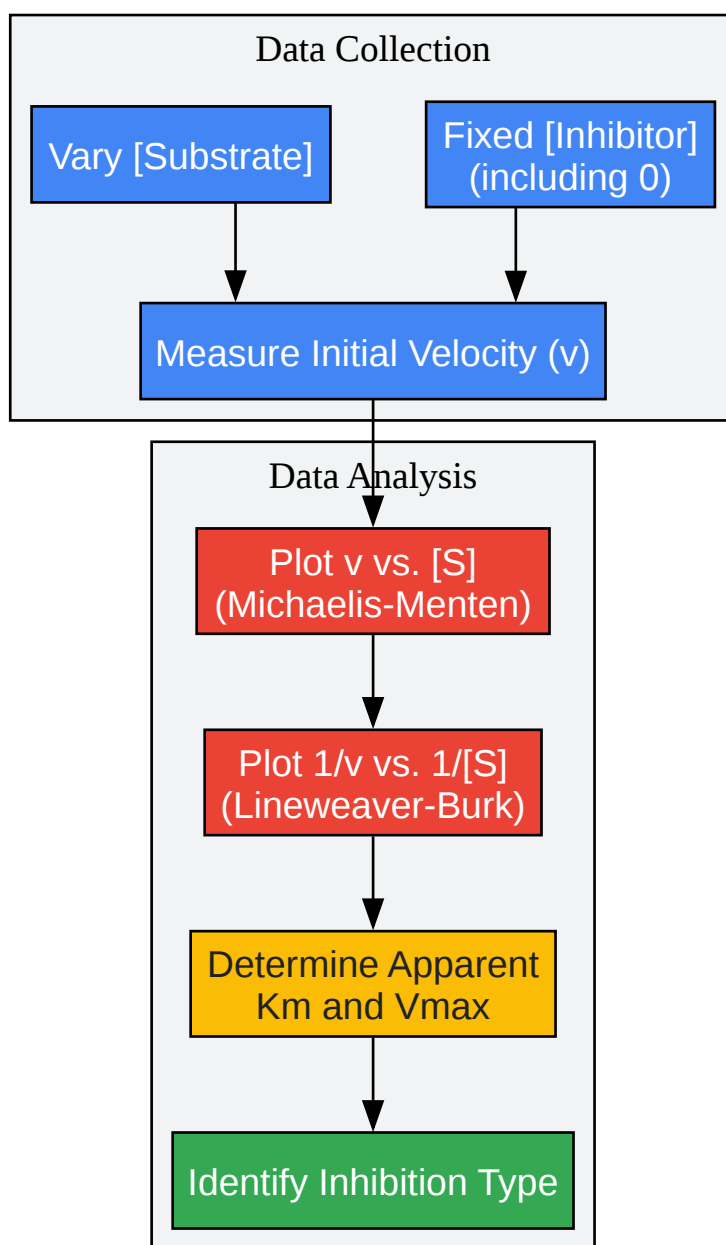 Data Collection
Vary [Substrate]
Fixed [Inhibitor]
(including 0)
Measure Initial Velocity (v)
Data Analysis
Plot v vs. [S]
(Michaelis-Menten)
Plot 1/v vs. 1/[S]
(Lineweaver-Burk)
Determine Apparent
Km and Vmax
Identify Inhibition Type